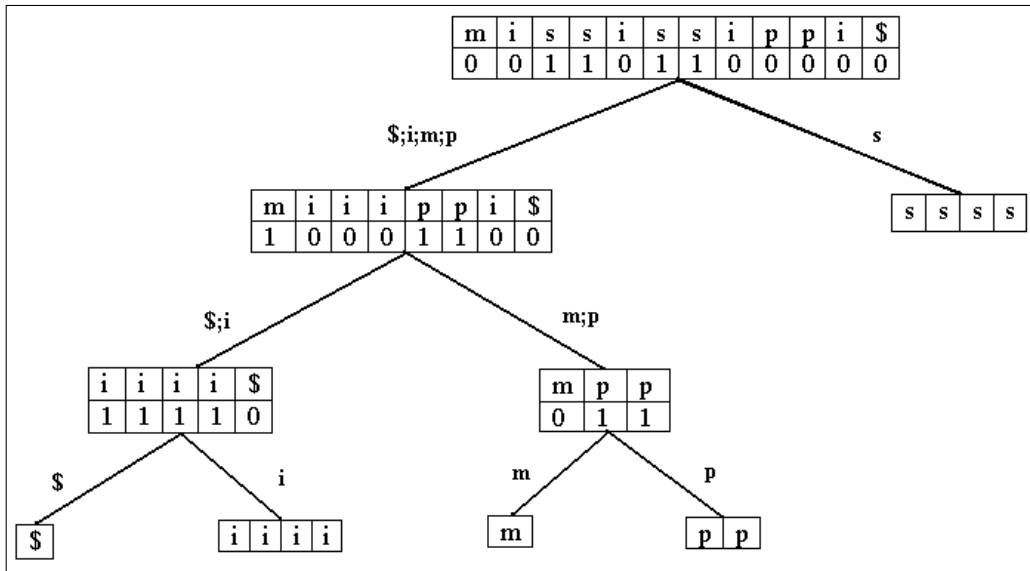 m i s s i s s i p p i $
0 0 1 1 0 1 1 0 0 0 0 0
$;i;m;p s
m i i i p p i $
1 0 0 0 1 1 0 0
s s s s
$;i m;p
i i i i $
1 1 1 1 0
m p p
0 1 1
$ i m p
$
i i i i
m
p p